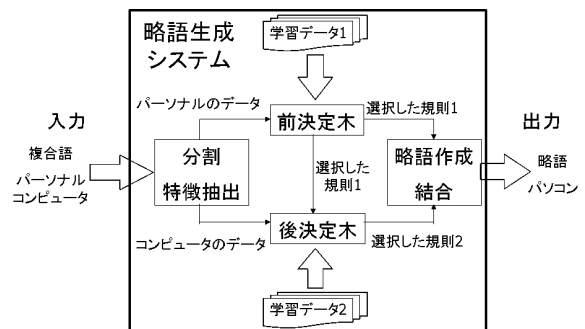 略語生成
システム
学習データ1
入力
複合語
パーソナル
コンピュータ
パーソナルのデータ
分割
特徴抽出
コンピュータのデータ
前決定木
選択した
規則1
後決定木
選択した規則1
選択した規則2
略語作成
結合
出力
略語
パソコン
学習データ2